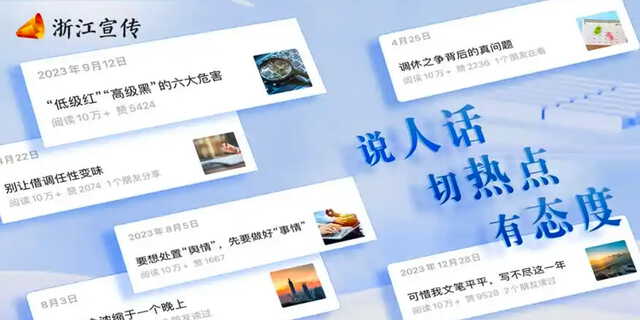 浙江宣传
2023年9月12日
“低级红”“高级黑”的六大危害
阅读10万+ 赞5424
4月25日
调休之争背后的真问题
阅读10万+ 赞2236 1个朋友在看
月22日
别让借调任性变味
阅读10万+ 赞2074 1个朋友分享
说人话
切热点
有态度
2023年8月5日
要想处置“舆情”，先要做好“事情”
阅读10万+ 赞1667
8月3日
浓缩于一个晚上
个朋友读过
2023年12月28日
可惜我文笔平平，写不尽这一年
阅读10万+ 赞9528 2个朋友读过